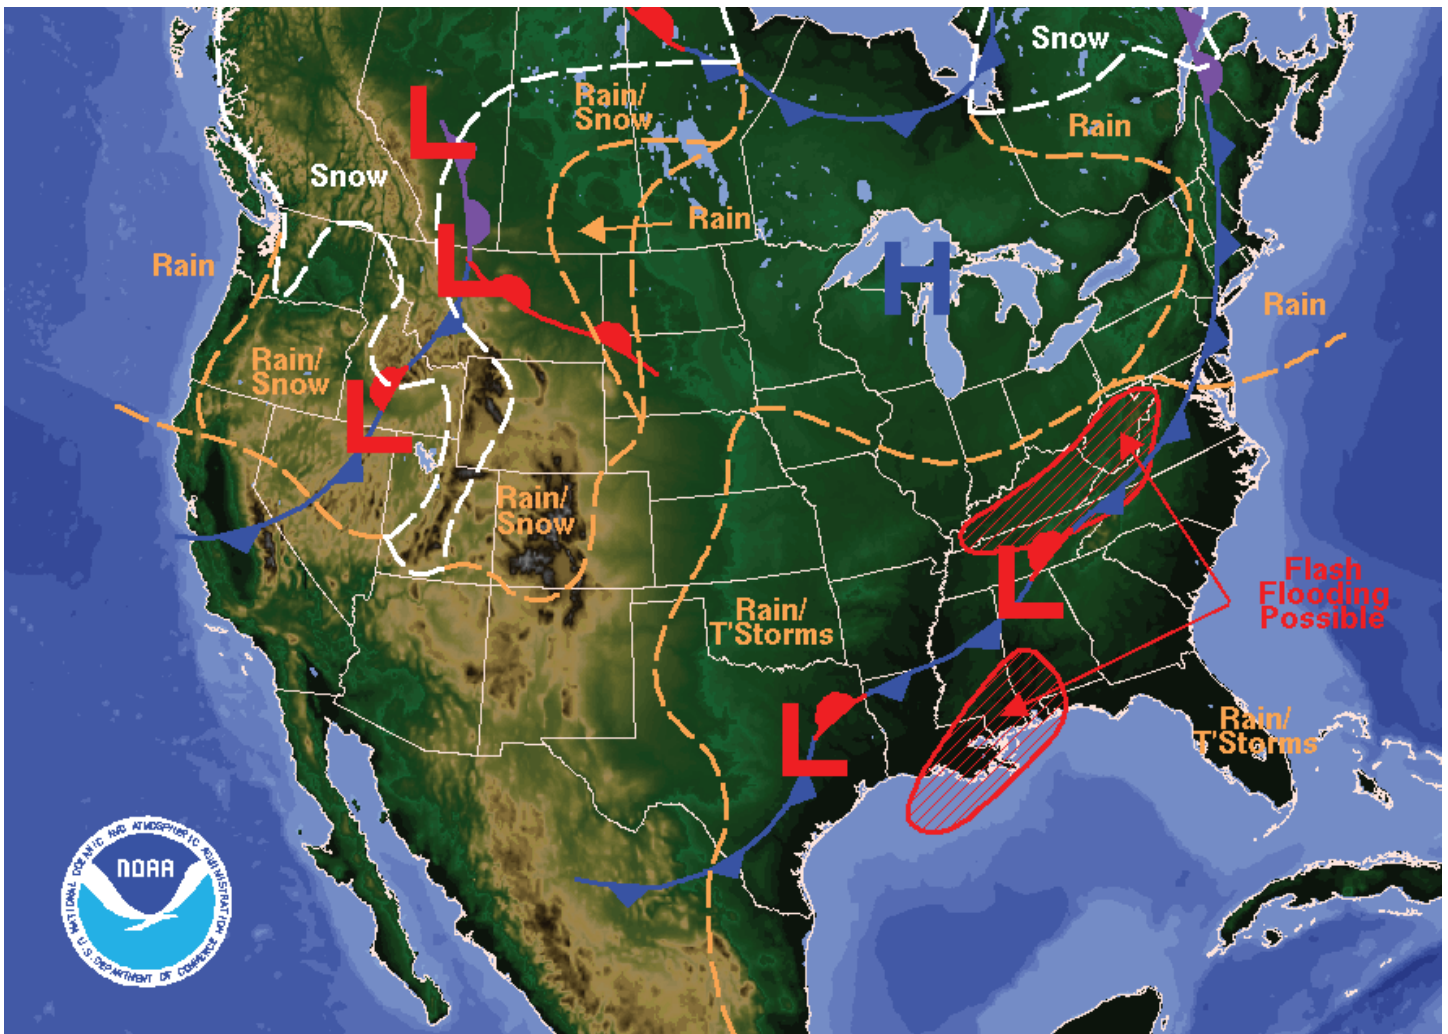 Snow
L
Rain/
Snow
Rain
Snow
Rain
L
Rain
H
Rain
Rain/
Snow
L
Rain/
Snow
L
Flash
Flooding
Possible
Rain/
T'Storms
L
Rain/
T'Storms
NATIONAL OCEANIC AND ATMOSPHERIC ADMINISTRATION
NOAA
U.S. DEPARTMENT OF COMMERCE